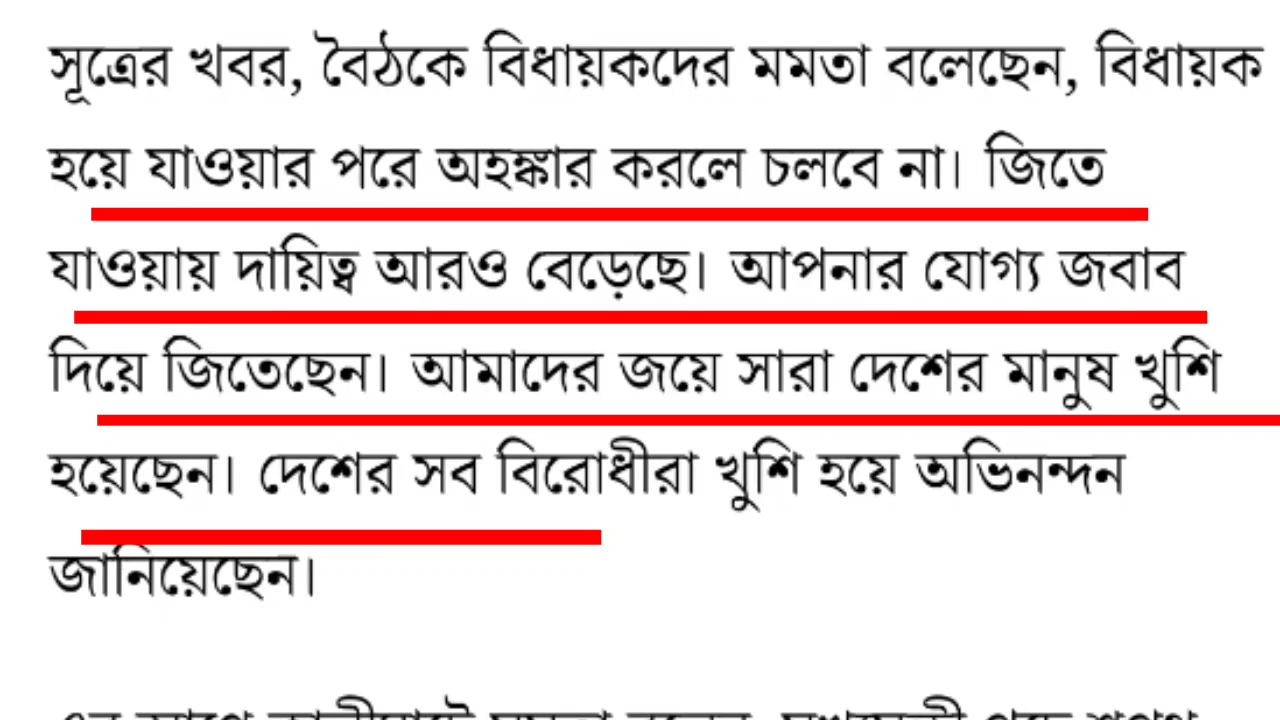 সূত্রের খবর, বৈঠকে বিধায়কদের মমতা বলেছেন, বিধায়ক
হয়ে যাওয়ার পরে অহঙ্কার করলে চলবে না। জিতে
যাওয়ায় দায়িত্ব আরও বেড়েছে। আপনার যোগ্য জবাব
দিয়ে জিতেছেন। আমাদের জয়ে সারা দেশের মানুষ খুশি
হয়েছেন। দেশের সব বিরোধীরা খুশি হয়ে অভিনন্দন
জানিয়েছেন।